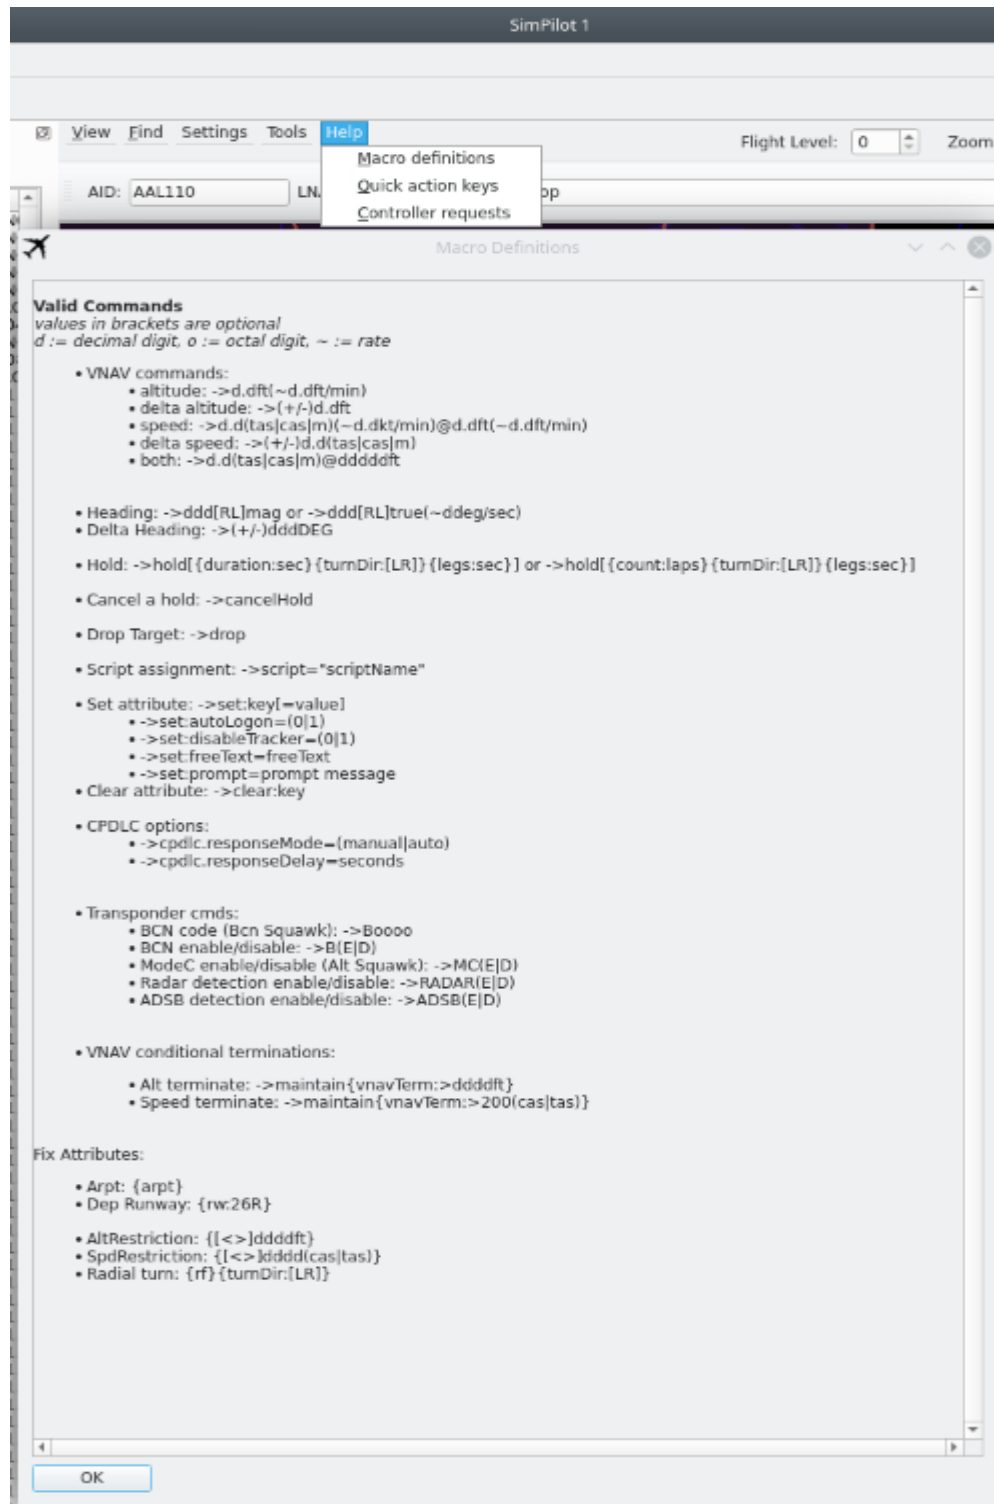 SimPilot 1
View Find Settings Tools Help
Flight Level: 0 Zoom
Macro definitions
Quick action keys
Controller requests
AID: AAL110 LN op
Macro Definitions
Valid Commands
values in brackets are optional
d := decimal digit, o := octal digit, ~ := rate
• VNAV commands:
• altitude: ->d.dft(~d.dft/min)
• delta altitude: ->(+/-)d.dft
• speed: ->d.d(tas|cas|m)(~d.dkt/min)@d.dft(~d.dft/min)
• delta speed: ->(+/-)d.d(tas|cas|m)
• both: ->d.d(tas|cas|m)@dddddft
• Heading: ->ddd[RL]mag or ->ddd[RL]true(~ddeg/sec)
• Delta Heading: ->(+/-)dddDEG
• Hold: ->hold[{duration:sec}{turnDir:[LR]}{legs:sec}] or ->hold[{count:laps}{turnDir:[LR]}{legs:sec}]
• Cancel a hold: ->cancelHold
• Drop Target: ->drop
• Script assignment: ->script="scriptName"
• Set attribute: ->set:key[=value]
• ->set:autoLogon=(0|1)
• ->set:disableTracker=(0|1)
• ->set:freeText=freeText
• ->set:prompt=prompt message
• Clear attribute: ->clear:key
• CPDLC options:
• ->cpdlc.responseMode=(manual|auto)
• ->cpdlc.responseDelay=seconds
• Transponder cmds:
• BCN code (Bcn Squawk): ->Boooo
• BCN enable/disable: ->B(E|D)
• ModeC enable/disable (Alt Squawk): ->MC(E|D)
• Radar detection enable/disable: ->RADAR(E|D)
• ADSB detection enable/disable: ->ADSB(E|D)
• VNAV conditional terminations:
• Alt terminate: ->maintain{vnavTerm:>ddddft}
• Speed terminate: ->maintain{vnavTerm:>200(cas|tas)}
Fix Attributes:
• Arpt: {arpt}
• Dep Runway: {rw:26R}
• AltRestriction: {[<>]ddddft}
• SpdRestriction: {[<>]dddd(cas|tas)}
• Radial turn: {rf}{turnDir:[LR]}
OK